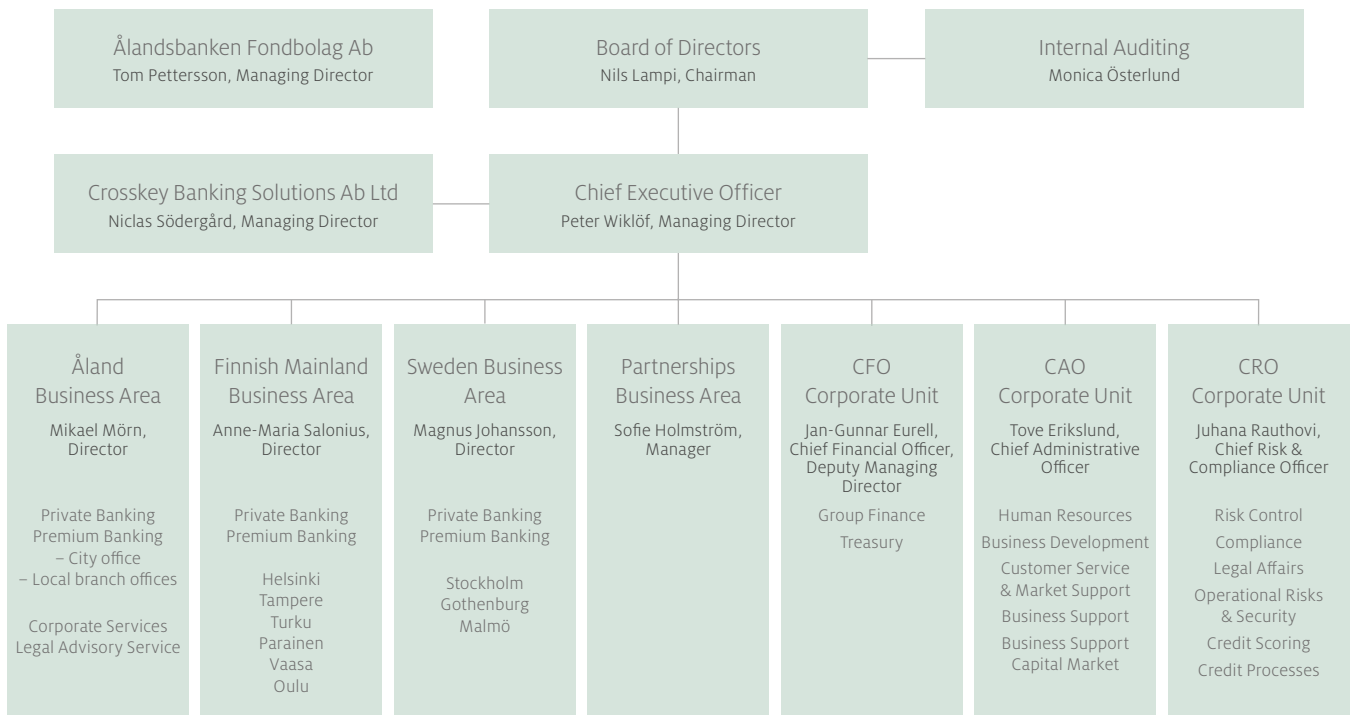 Ålandsbanken Fondbolag Ab
Tom Pettersson, Managing Director
Board of Directors
Nils Lampi, Chairman
Internal Auditing
Monica Österlund
Crosskey Banking Solutions Ab Ltd
Niclas Södergård, Managing Director
Chief Executive Officer
Peter Wiklöf, Managing Director
Åland
Business Area
Mikael Mörn,
Director
Private Banking
Premium Banking
– City office
– Local branch offices
Corporate Services
Legal Advisory Service
Finnish Mainland
Business Area
Anne-Maria Salonius,
Director
Private Banking
Premium Banking
Helsinki
Tampere
Turku
Parainen
Vaasa
Oulu
Sweden Business
Area
Magnus Johansson,
Director
Private Banking
Premium Banking
Stockholm
Gothenburg
Malmö
Partnerships
Business Area
Sofie Holmström,
Manager
CFO
Corporate Unit
Jan-Gunnar Eurell,
Chief Financial Officer,
Deputy Managing
Director
Group Finance
Treasury
CAO
Corporate Unit
Tove Erikslund,
Chief Administrative
Officer
Human Resources
Business Development
Customer Service
& Market Support
Business Support
Business Support
Capital Market
CRO
Corporate Unit
Juhana Rauthovi,
Chief Risk &
Compliance Officer
Risk Control
Compliance
Legal Affairs
Operational Risks
& Security
Credit Scoring
Credit Processes